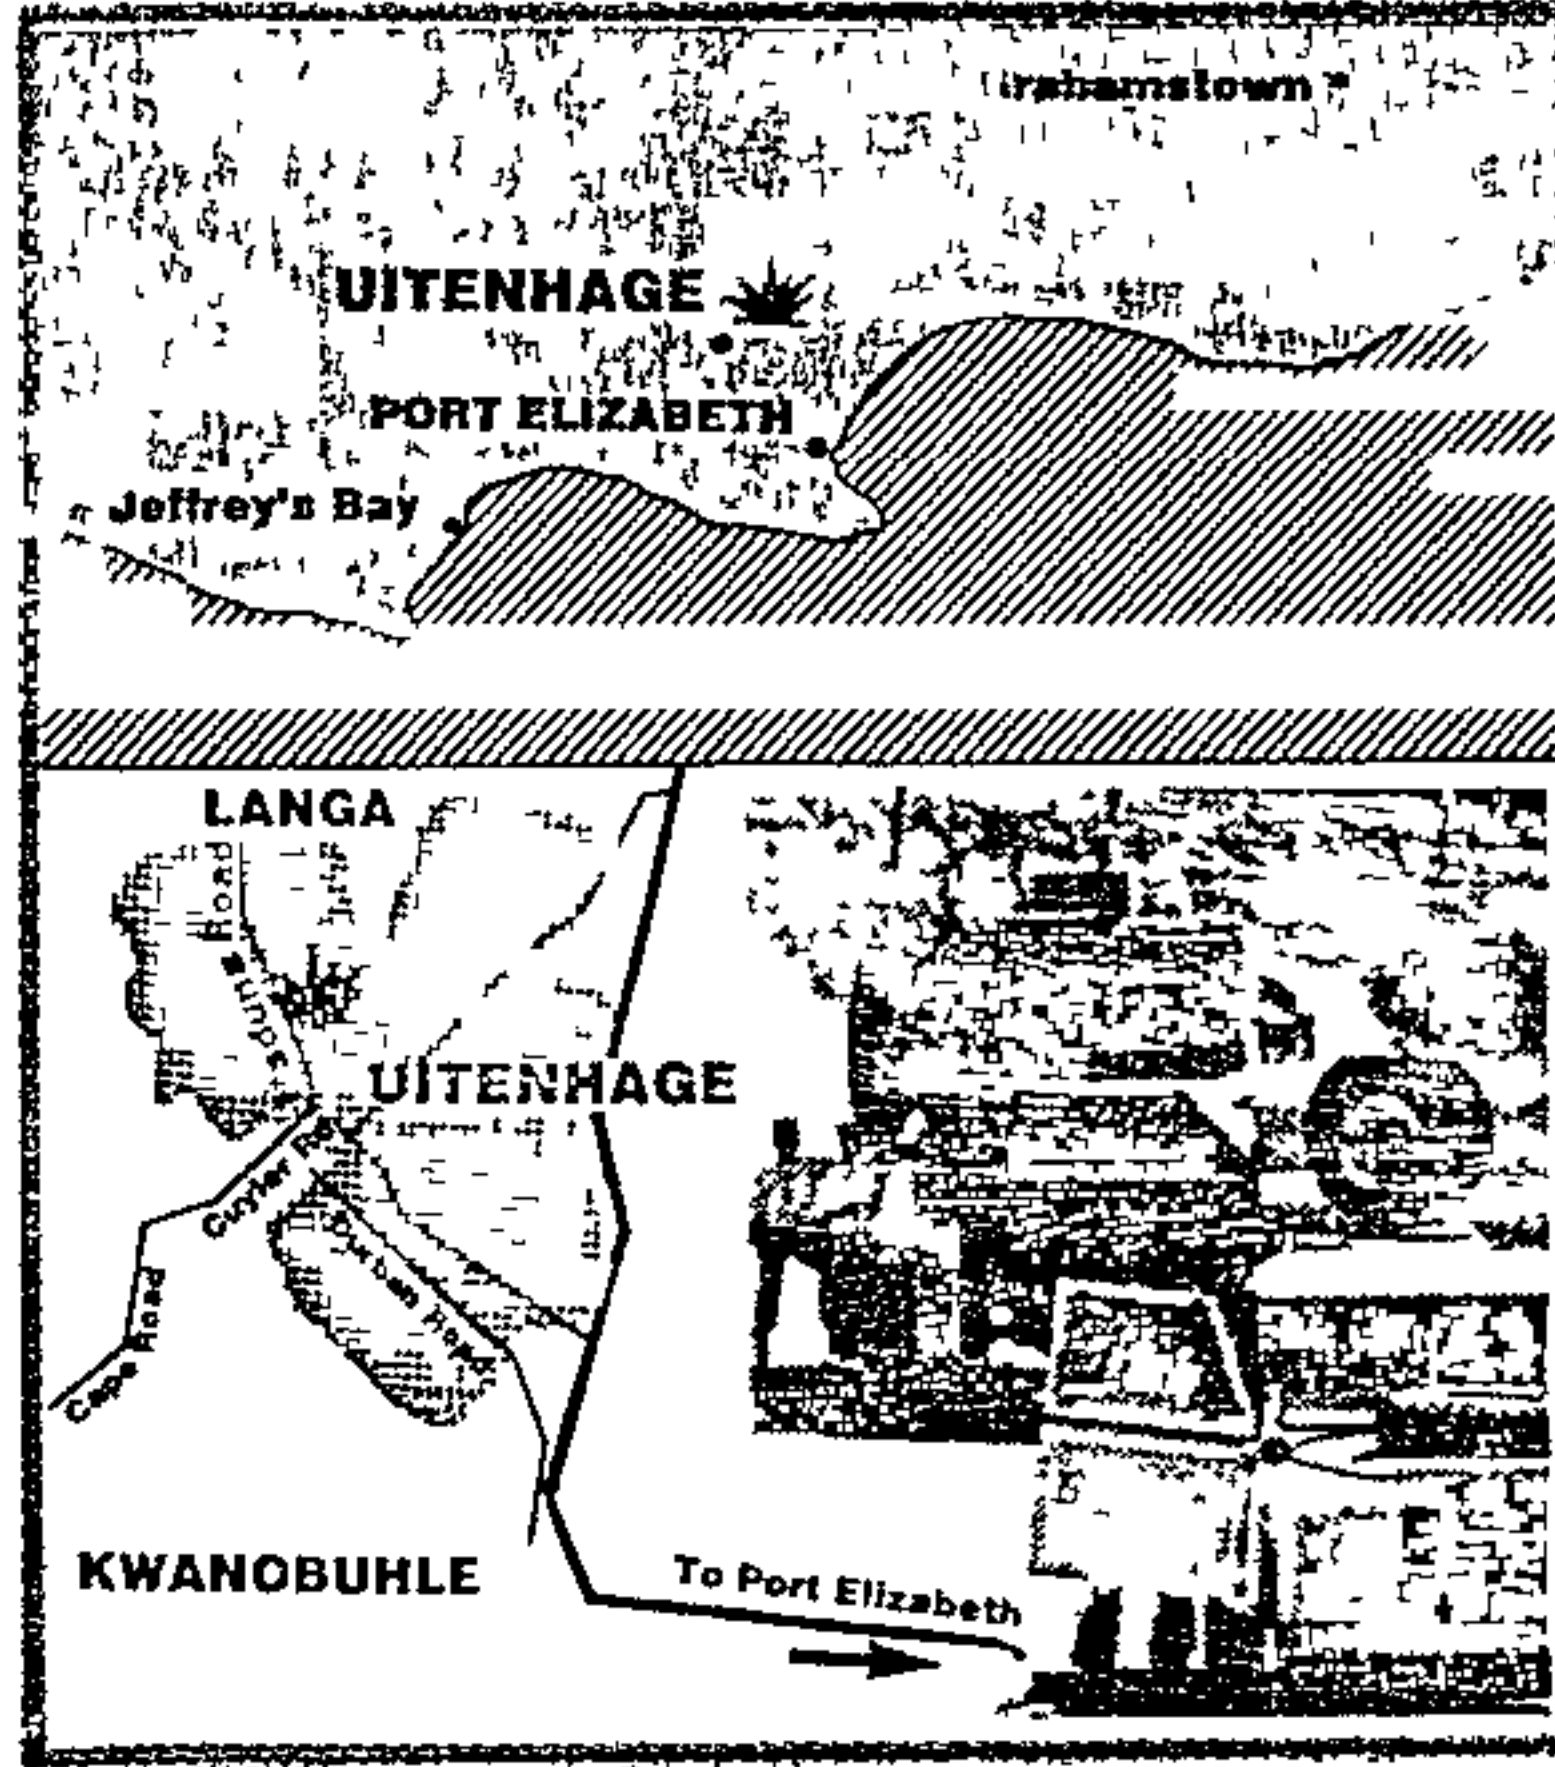 Grahamstown
UITENHAGE
PORT ELIZABETH
Jeffrey's Bay
LANGA
Road
UITENHAGE
Cuyler Rd
Durban Road
Cape Road
KWANOBUHLE
To Port Elizabeth